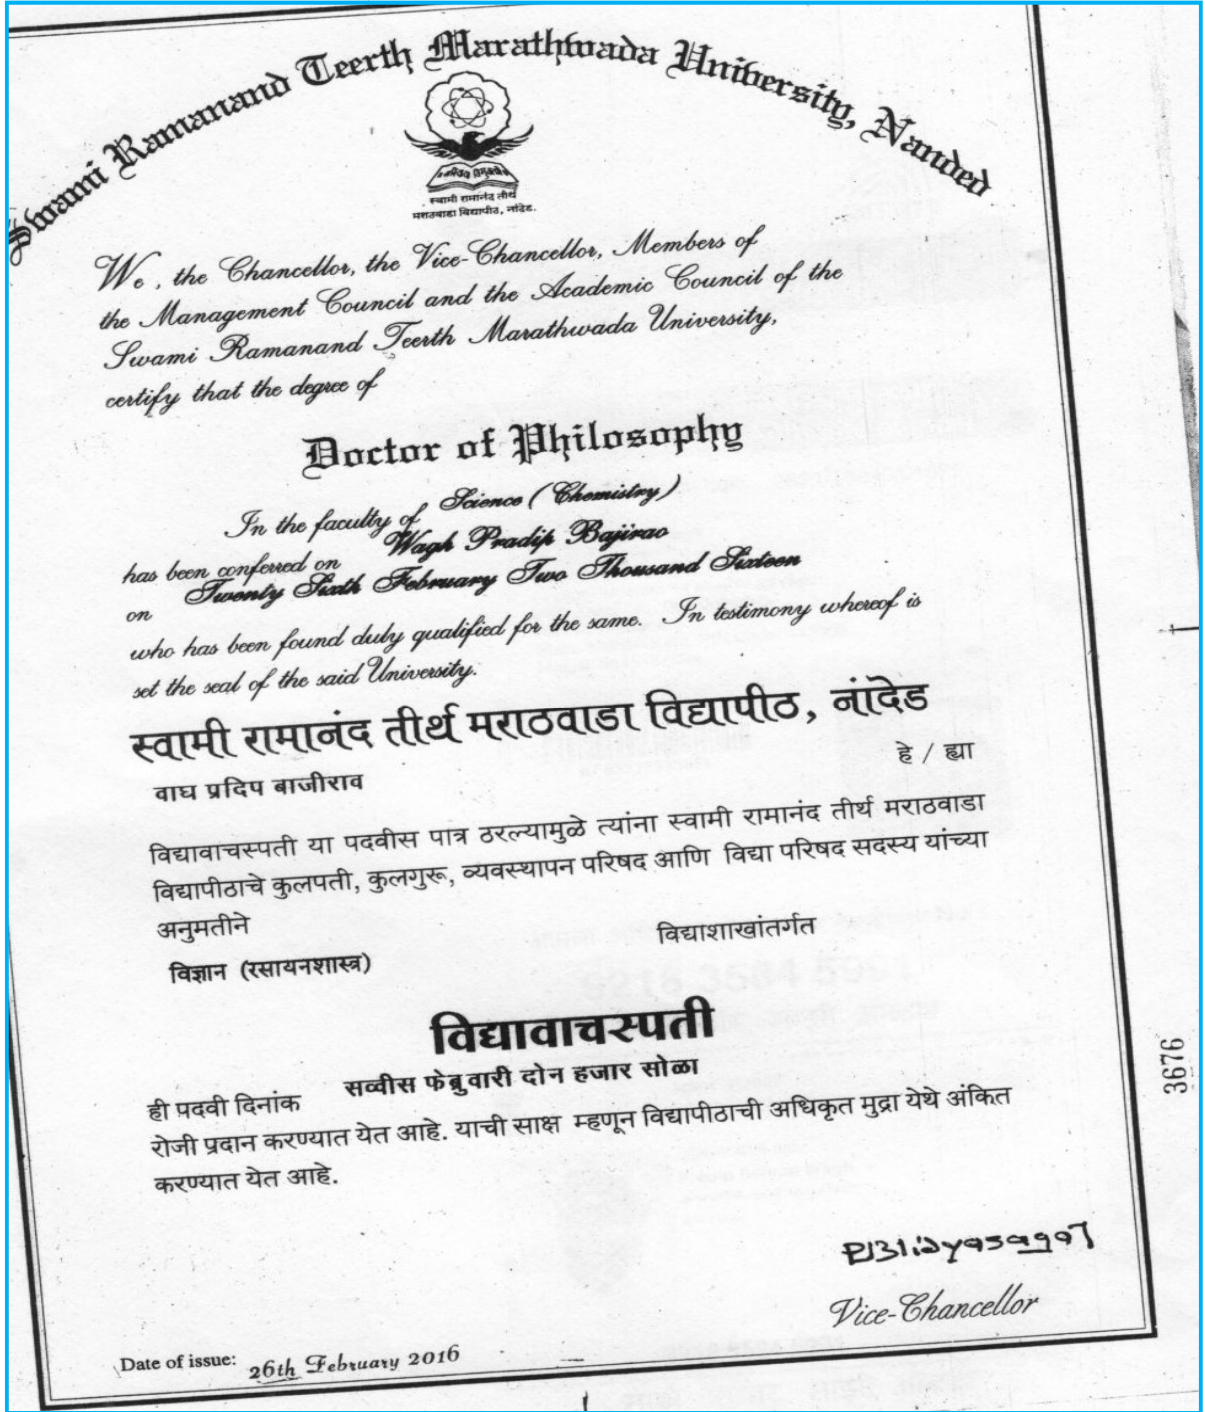 Swami Ramanand Teerth Marathwada University, Nanded
स्वामी रामानंद तीर्थ
मराठवाडा विद्यापीठ, नांदेड.
We, the Chancellor, the Vice-Chancellor, Members of
the Management Council and the Academic Council of the
Swami Ramanand Teerth Marathwada University,
certify that the degree of
Doctor of Philosophy
In the faculty of Science (Chemistry)
has been conferred on Wagh Pradip Bajirao
on Twenty Sixth February Two Thousand Sixteen
who has been found duly qualified for the same. In testimony whereof is
set the seal of the said University.
स्वामी रामानंद तीर्थ मराठवाडा विद्यापीठ, नांदेड
हे / ह्या
वाघ प्रदिप बाजीराव
विद्यावाचस्पती या पदवीस पात्र ठरल्यामुळे त्यांना स्वामी रामानंद तीर्थ मराठवाडा
विद्यापीठाचे कुलपती, कुलगुरू, व्यवस्थापन परिषद आणि विद्या परिषद सदस्य यांच्या
अनुमतीने विद्याशाखांतर्गत
विज्ञान (रसायनशास्त्र)
विद्यावाचस्पती
सव्वीस फेब्रुवारी दोन हजार सोळा
ही पदवी दिनांक
रोजी प्रदान करण्यात येत आहे. याची साक्ष म्हणून विद्यापीठाची अधिकृत मुद्रा येथे अंकित
करण्यात येत आहे.
3676
Vice-Chancellor
Date of issue: 26th February 2016